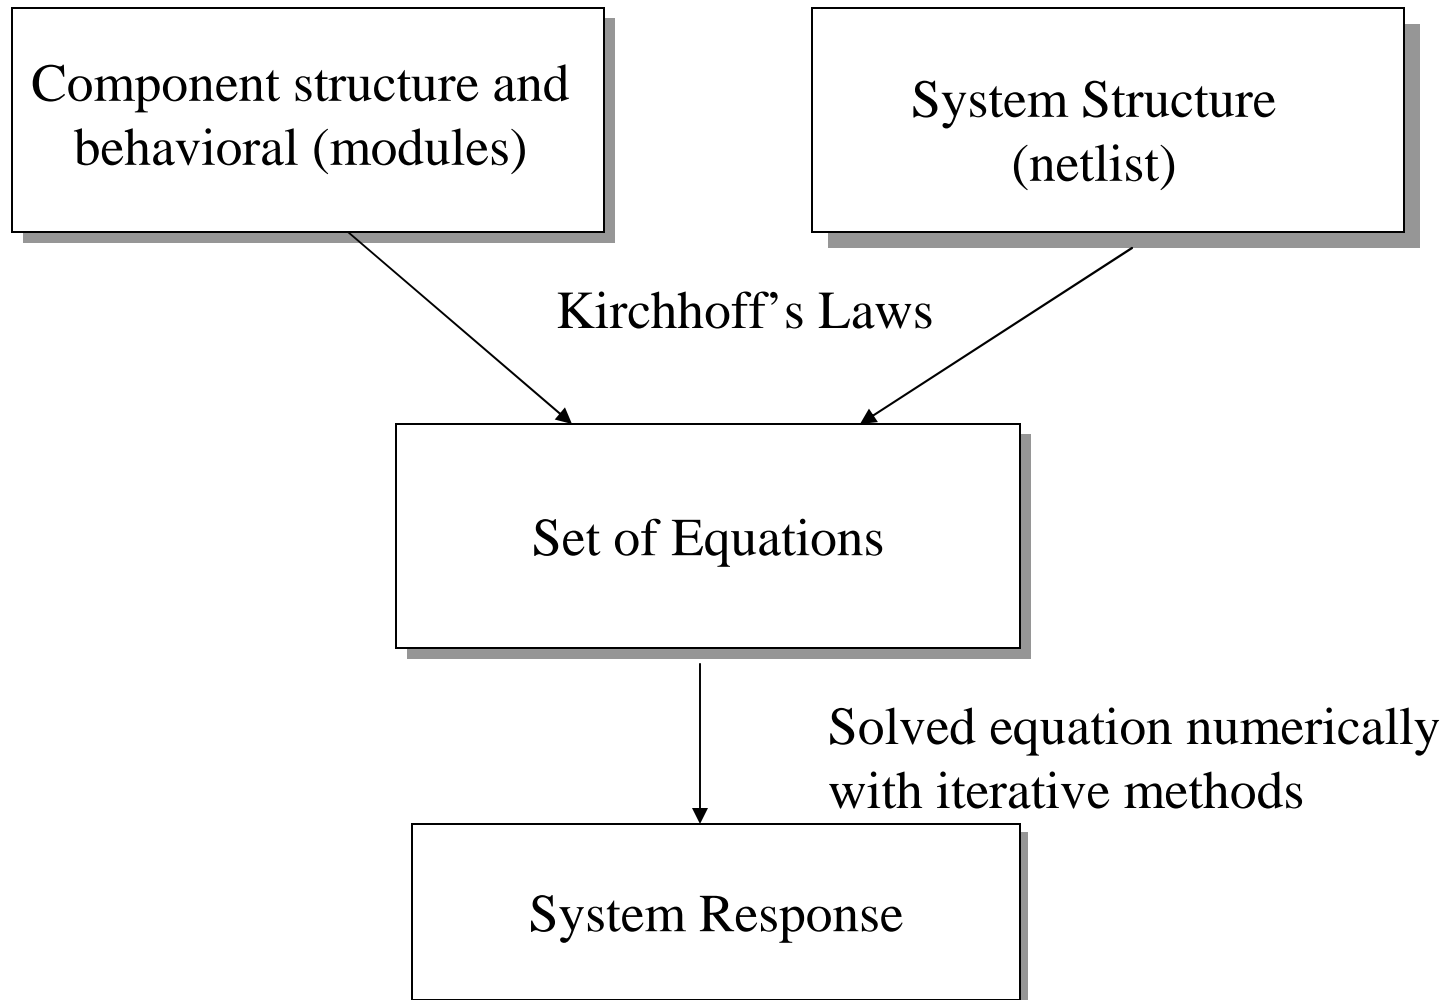 Component structure and
behavioral (modules)
System Structure
(netlist)
Kirchhoff’s Laws
Set of Equations
Solved equation numerically
with iterative methods
System Response